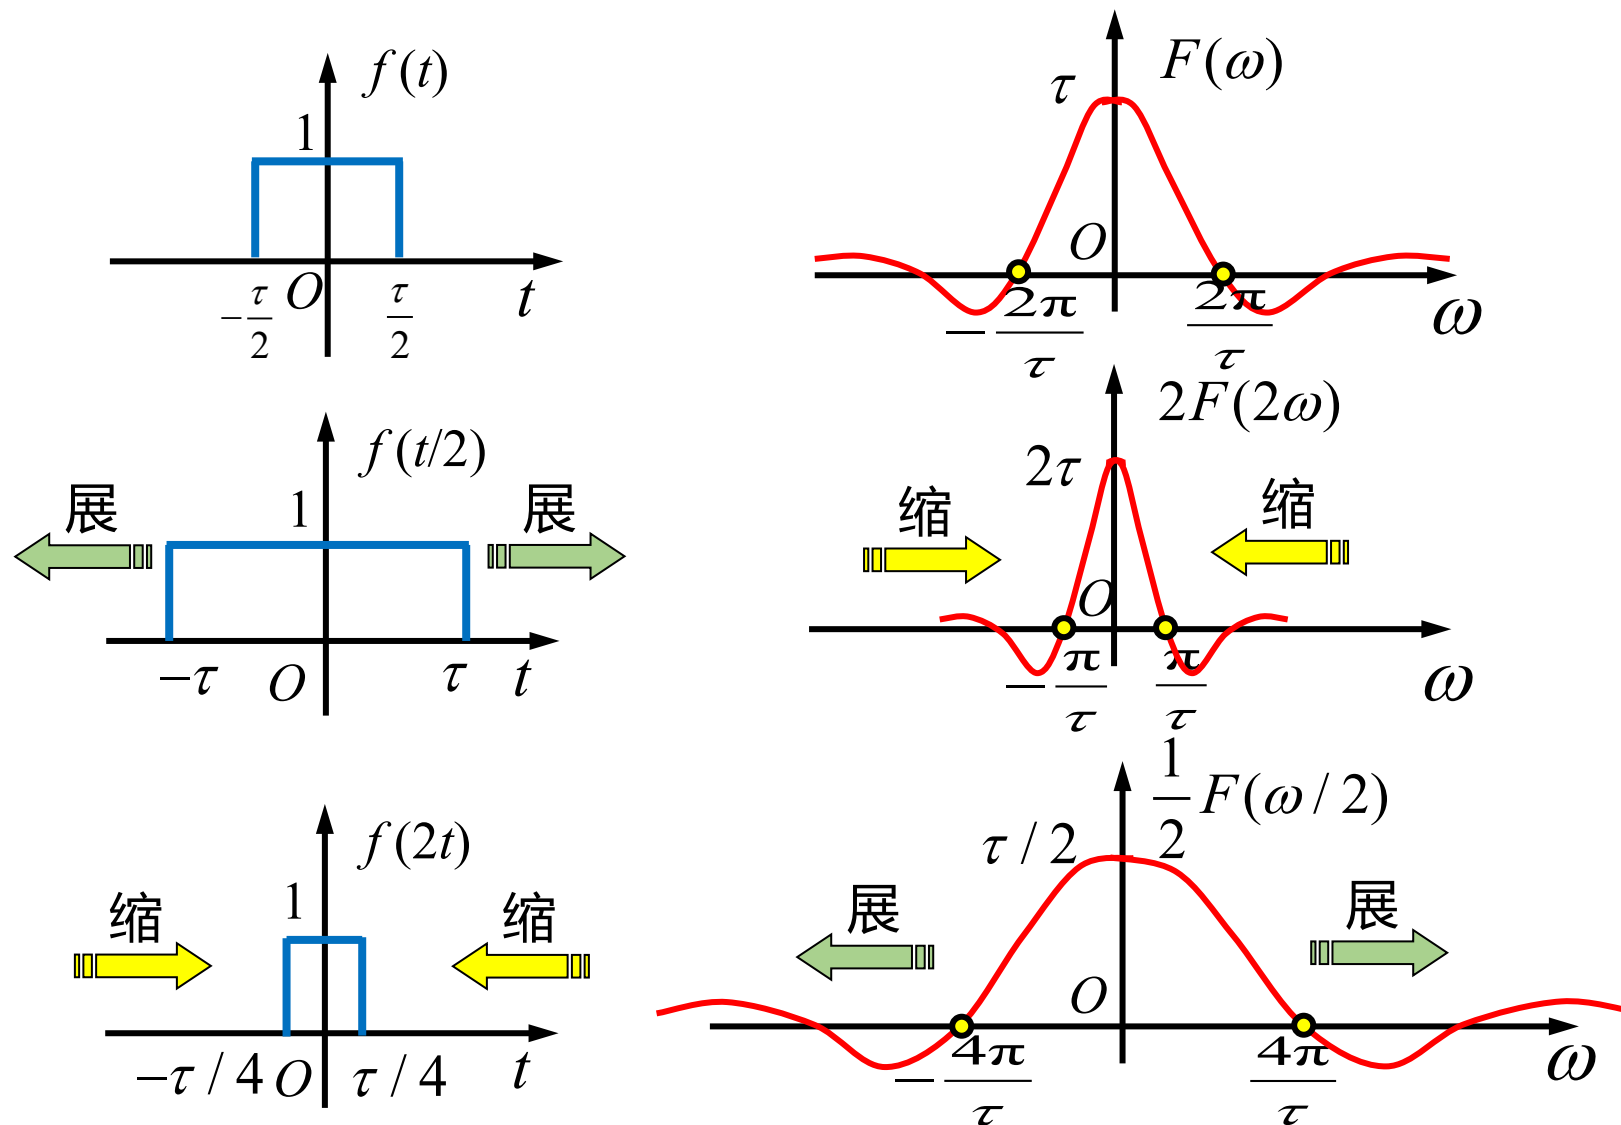 f(t)
1
O
-τ/2
τ/2
t
F(ω)
τ
O
-2π/τ
2π/τ
ω
f(t/2)
1
展
展
-τ
O
τ
t
2F(2ω)
2τ
缩
缩
O
-π/τ
π/τ
ω
f(2t)
1
缩
缩
-τ/4
O
τ/4
t
1/2 F(ω/2)
τ/2
展
展
O
-4π/τ
4π/τ
ω